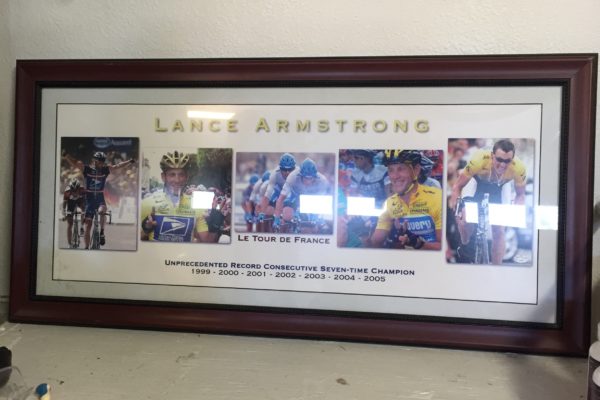 LANCE ARMSTRONG
LE TOUR DE FRANCE
UNPRECEDENTED RECORD CONSECUTIVE SEVEN-TIME CHAMPION
1999 - 2000 - 2001 - 2002 - 2003 - 2004 - 2005